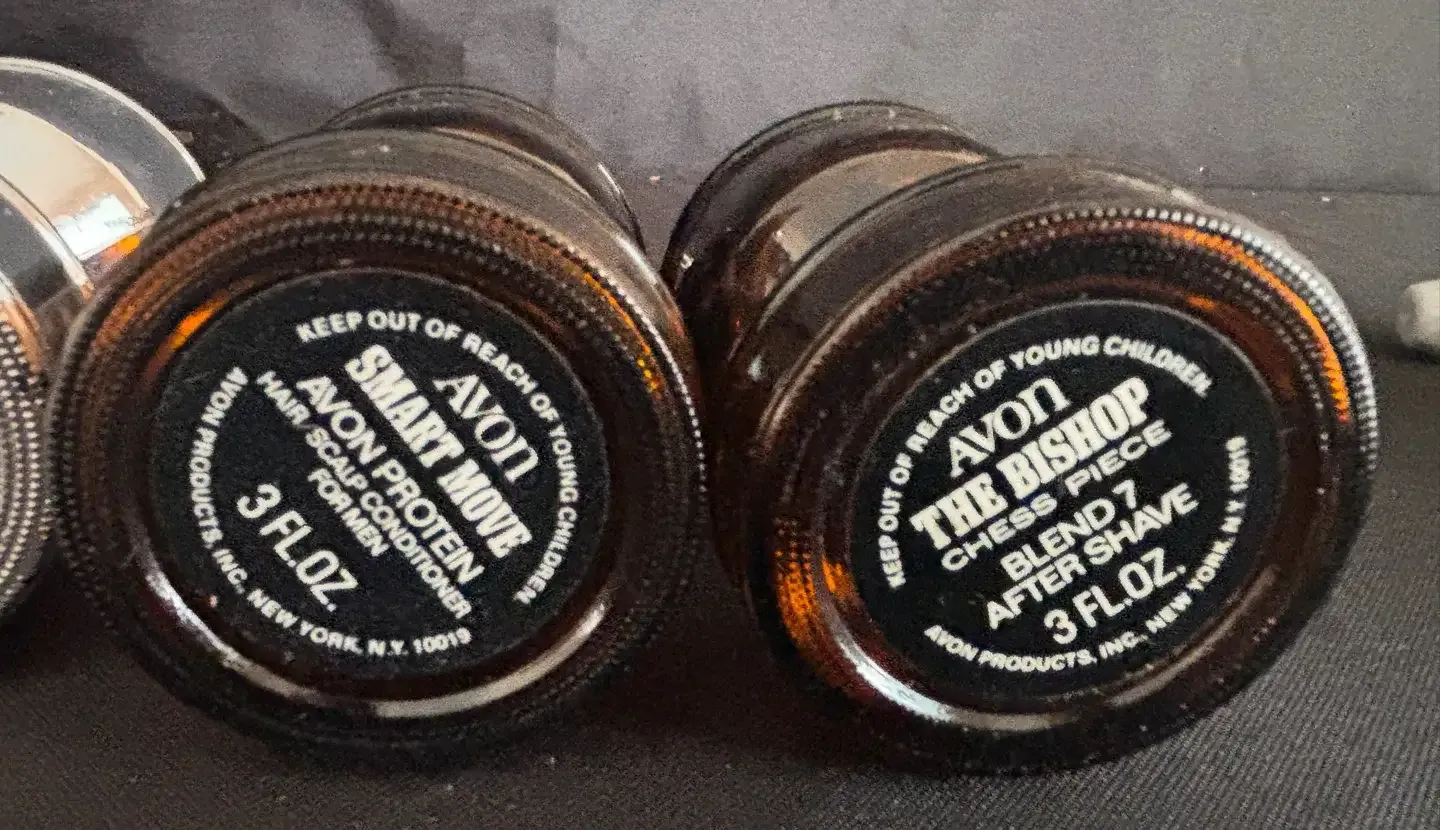 KEEP OUT OF REACH OF YOUNG CHILDREN
AVON
SMART MOVE
AVON PROTEIN
HAIR/SCALP CONDITIONER
FOR MEN
3 FL.OZ.
AVON PRODUCTS, INC., NEW YORK, N.Y. 10019
KEEP OUT OF REACH OF YOUNG CHILDREN.
AVON
THE BISHOP
CHESS PIECE
BLEND 7
AFTER SHAVE
3 FL.OZ.
AVON PRODUCTS, INC., NEW YORK, N.Y. 10019